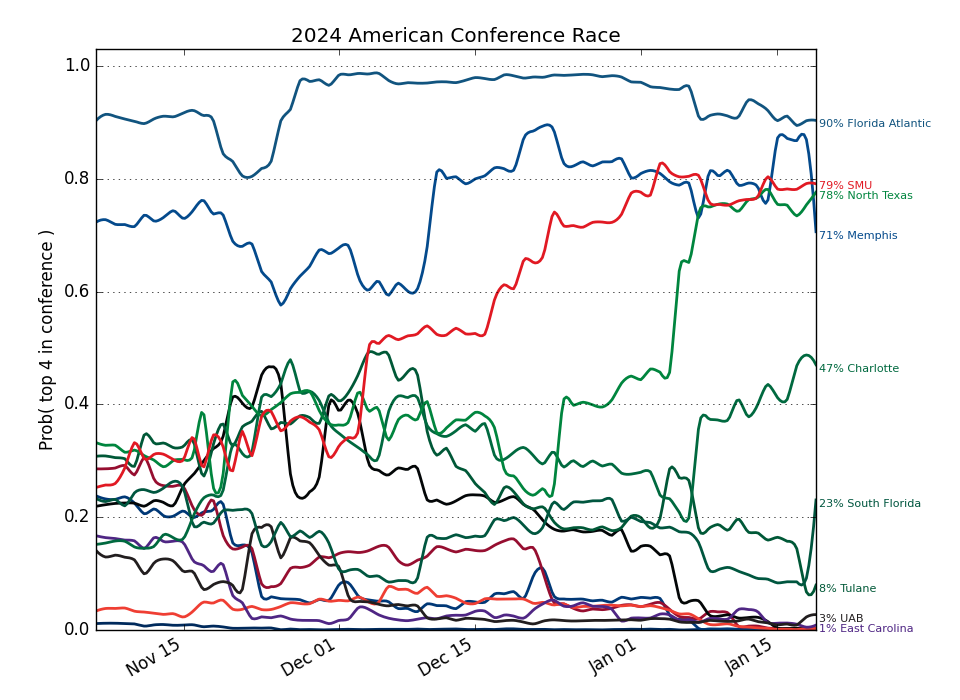 2024 American Conference Race
Prob( top 4 in conference )
1.0
0.8
0.6
0.4
0.2
0.0
Nov 15
Dec 01
Dec 15
Jan 01
Jan 15
90% Florida Atlantic
79% SMU
78% North Texas
71% Memphis
47% Charlotte
23% South Florida
8% Tulane
3% UAB
1% East Carolina